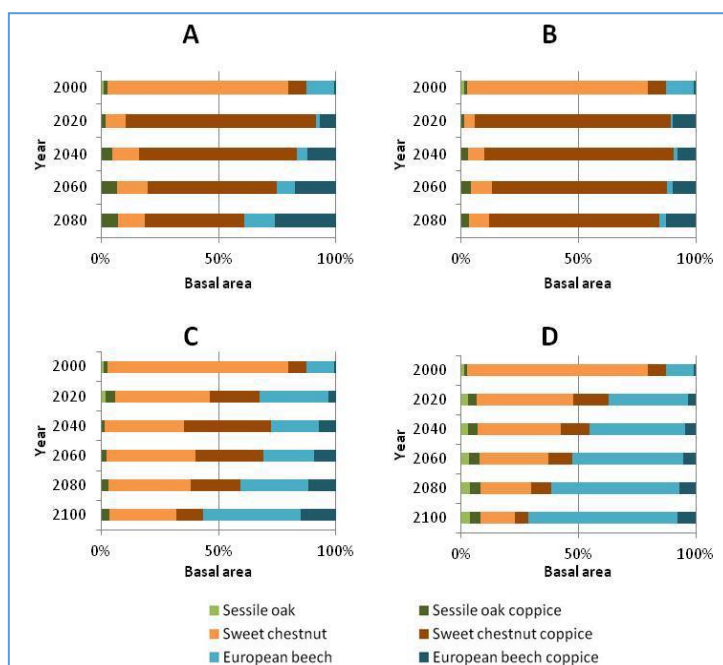 A
B
2000
2020
2040
2060
2080
Year
0% 50% 100%
Basal area
2000
2020
2040
2060
2080
Year
0% 50% 100%
Basal area
C
D
2000
2020
2040
2060
2080
2100
Year
0% 50% 100%
Basal area
2000
2020
2040
2060
2080
2100
Year
0% 50% 100%
Basal area
Sessile oak
Sessile oak coppice
Sweet chestnut
Sweet chestnut coppice
European beech
European beech coppice